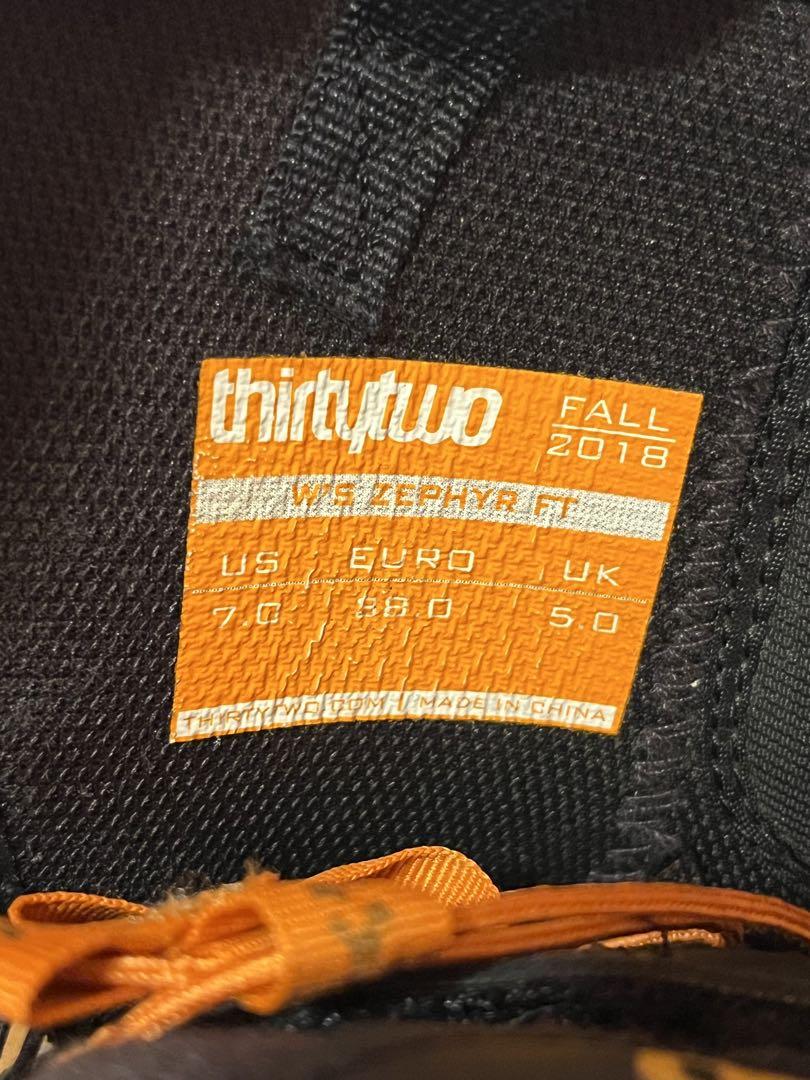 thirtytwo
FALL
2018
W'S ZEPHYR FT
US EURO UK
7.0 38.0 5.0
THIRTYTWO.COM | MADE IN CHINA